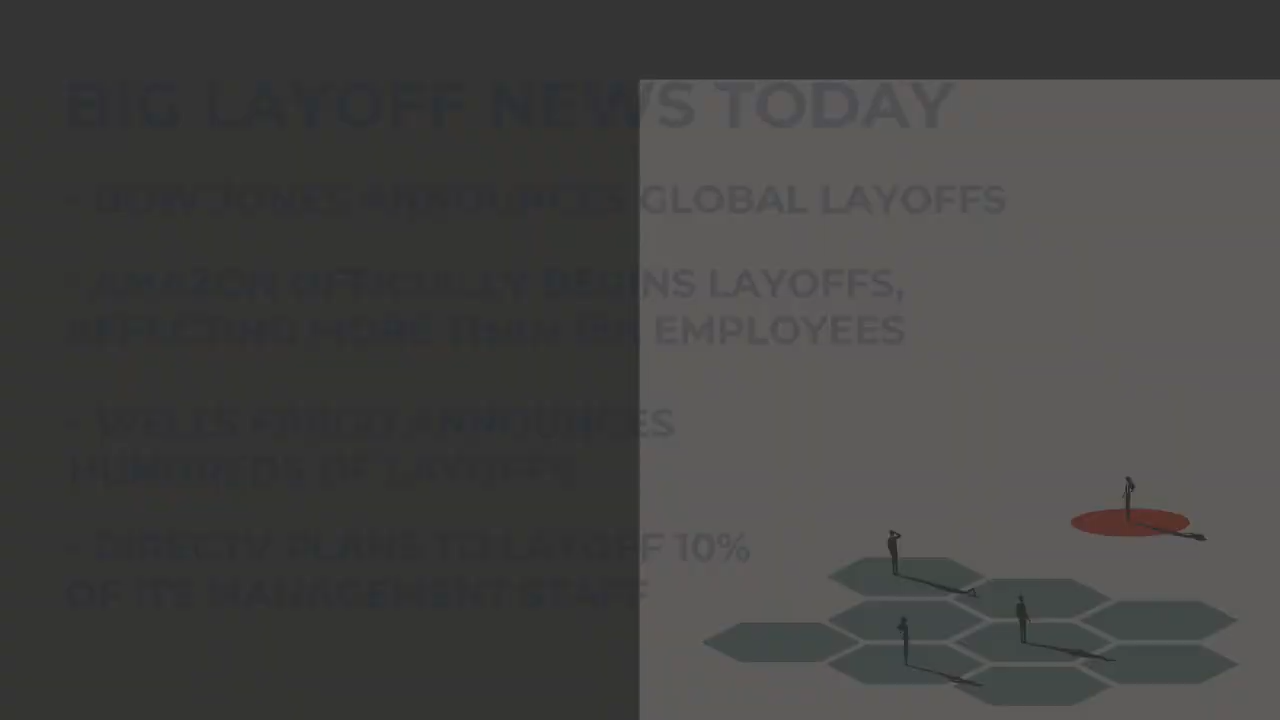 BIG LAYOFF NEWS TODAY
- DOW JONES ANNOUNCES GLOBAL LAYOFFS
- AMAZON OFFICIALLY BEGINS LAYOFFS,
MORE THAN EMPLOYEES
- WELLS FARGO ANNOUNCES
HUNDREDS OF LAYOFFS
- DIRECTV PLANS TO LAYOFF 10%
OF ITS MANAGEMENT STAFF